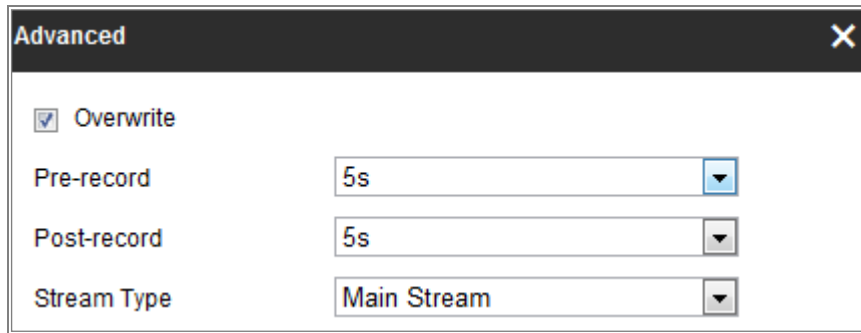 Advanced
Overwrite
Pre-record 5s
Post-record 5s
Stream Type Main Stream